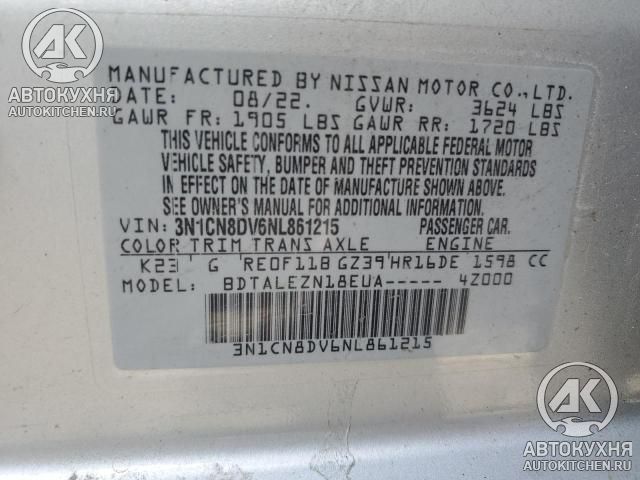 MANUFACTURED BY NISSAN MOTOR CO.,LTD.
DATE: 08/22. GVWR: 3624 LBS
GAWR FR: 1905 LBS GAWR RR: 1720 LBS
THIS VEHICLE CONFORMS TO ALL APPLICABLE FEDERAL MOTOR
VEHICLE SAFETY, BUMPER AND THEFT PREVENTION STANDARDS
IN EFFECT ON THE DATE OF MANUFACTURE SHOWN ABOVE.
SEE OWNER'S MANUAL FOR ADDITIONAL INFORMATION.
VIN: 3N1CN8DV6NL861215 PASSENGER CAR.
COLOR TRIM TRANS AXLE ENGINE
K23 G RE0F11B GZ39 HR16DE 1598 CC
MODEL: BDTALEZN18EUA----- 4Z000
3N1CN8DV6NL861215
АК
АВТОКУХНЯ
AUTOKITCHEN.RU
АК
АВТОКУХНЯ
AUTOKITCHEN.RU